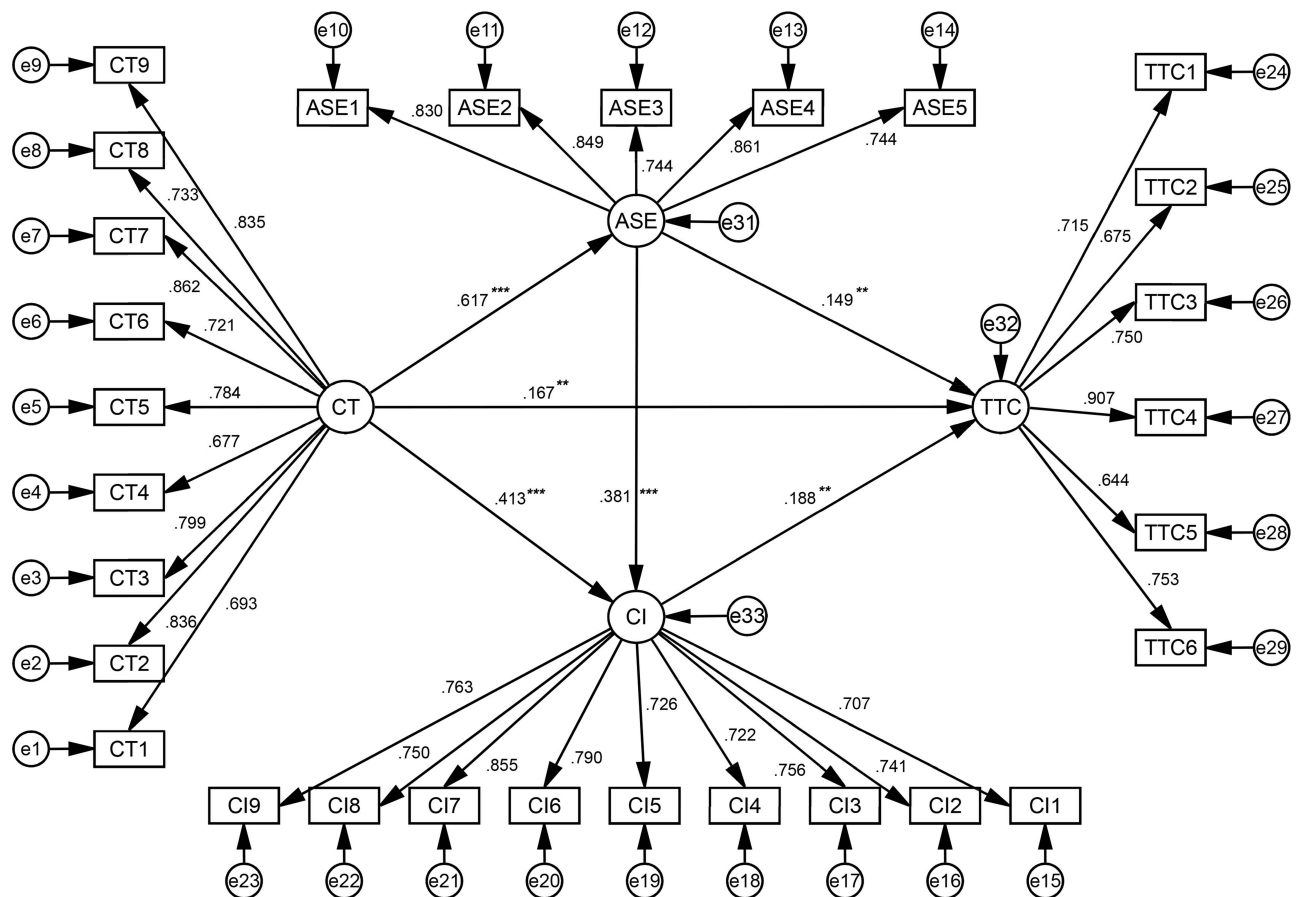 e10
e11
e12
e13
e14
e9
CT9
ASE1
ASE2
ASE3
ASE4
ASE5
TTC1
e24
.830
.849
.744
.861
.744
e8
CT8
.733
.835
TTC2
e25
ASE
e31
e7
CT7
.862
.715
.675
.617***
.149**
TTC3
e26
e6
CT6
.721
e32
.750
e5
CT5
.784
CT
.167**
TTC
.907
TTC4
e27
.677
e4
CT4
.413***
.381***
.188**
.644
.799
TTC5
e28
e3
CT3
.753
.836
.693
CI
e33
e2
CT2
TTC6
e29
.763
.726
.707
e1
CT1
.750
.855
.790
.722
.756
.741
CI9
CI8
CI7
CI6
CI5
CI4
CI3
CI2
CI1
e23
e22
e21
e20
e19
e18
e17
e16
e15